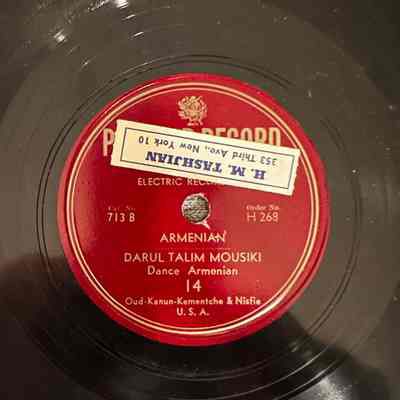 RECORD
H. M. TASHJIAN
353 Third Ave., New York 10
ELECTRIC
Cat. No.
713 B
Order No.
H 268
ARMENIAN
DARUL TALIM MOUSIKI
Dance Armenian
14
Oud-Kanun-Kementche & Nisfie
U. S. A.